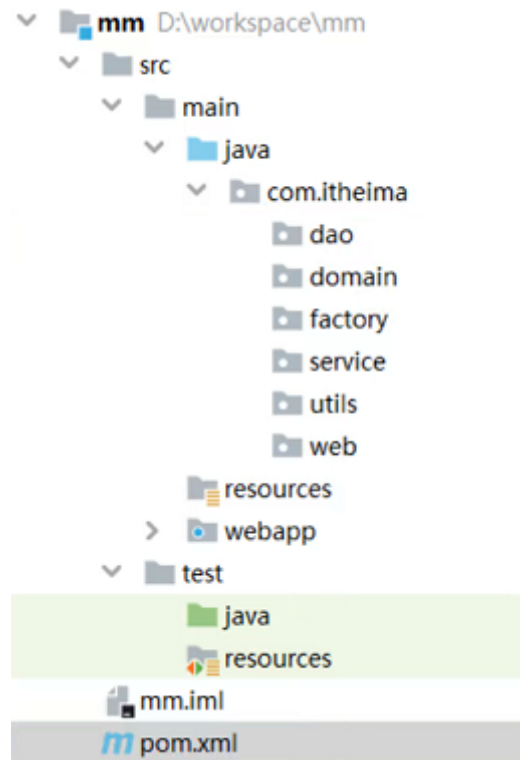 mm D:\workspace\mm
src
main
java
com.itheima
dao
domain
factory
service
utils
web
resources
webapp
test
java
resources
mm.iml
pom.xml